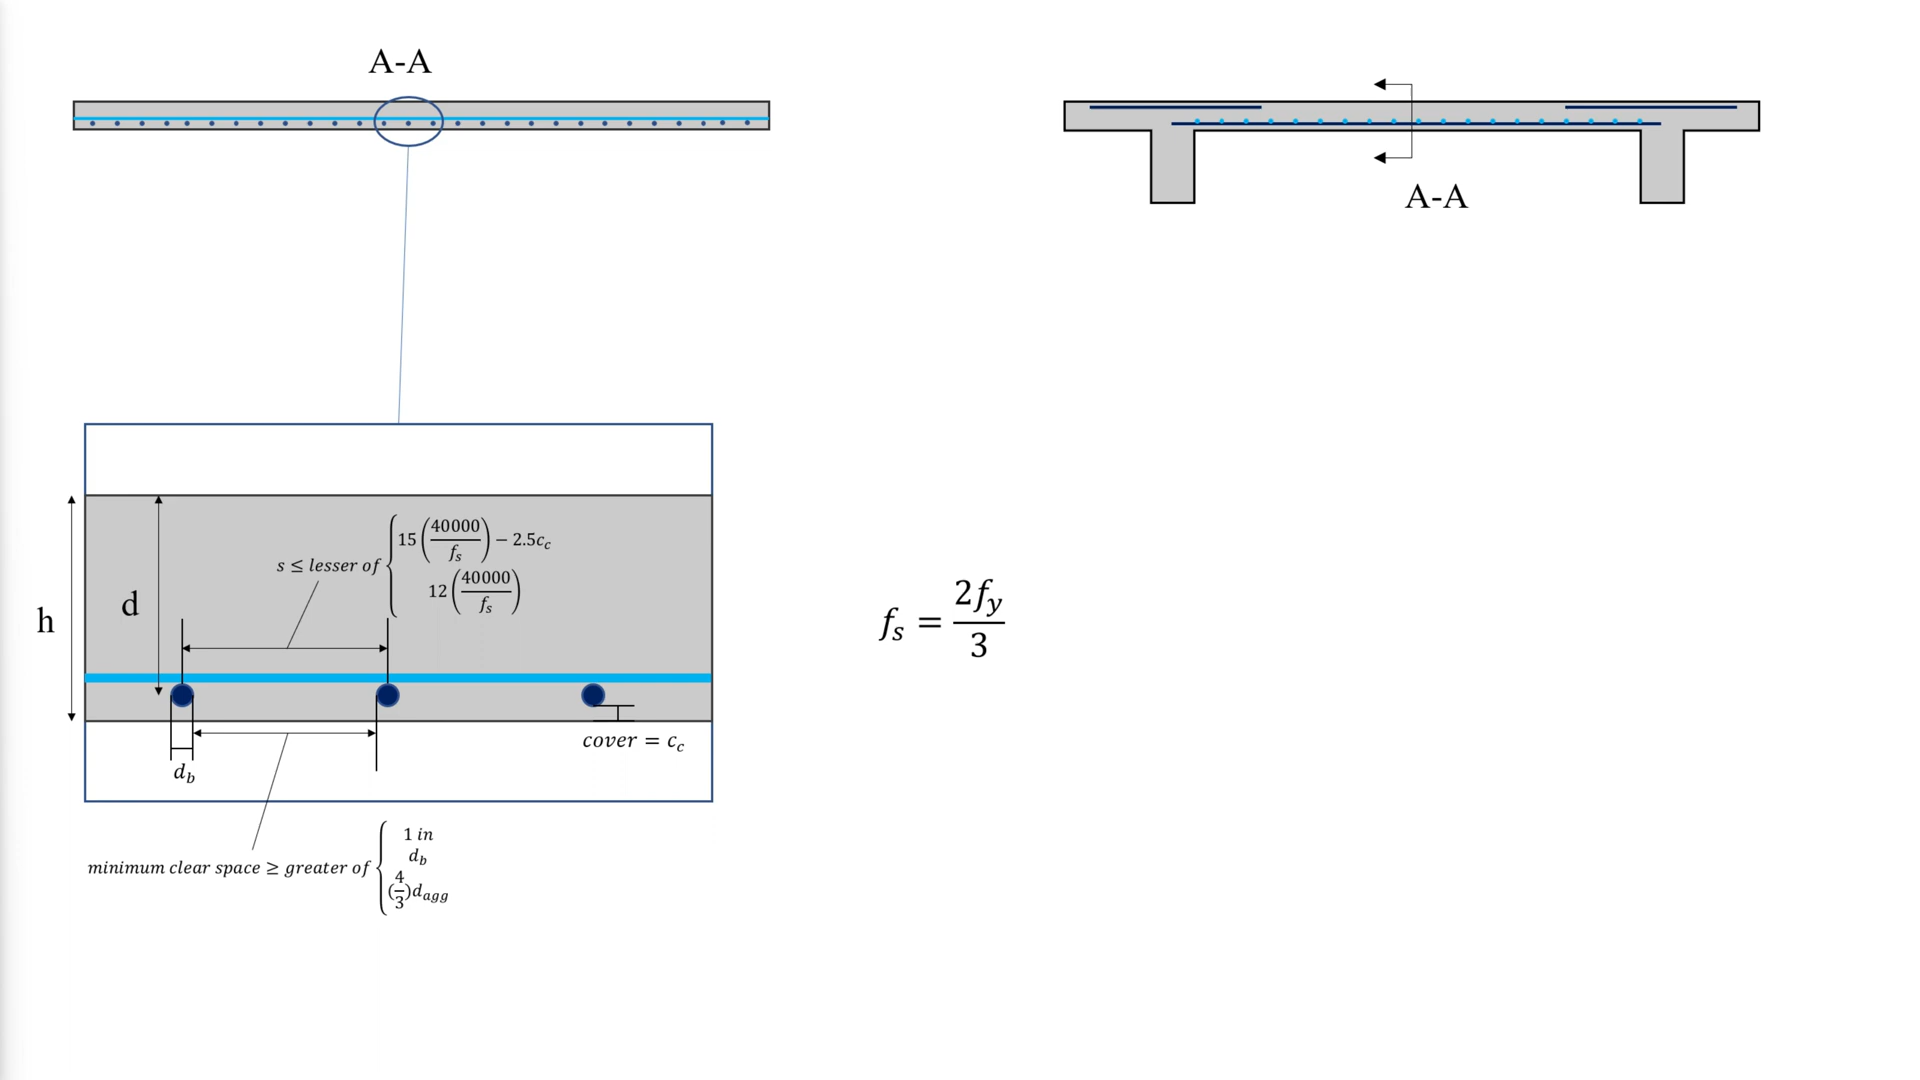 A-A
A-A
s ≤ lesser of { 15 (40000/f_s) − 2.5c_c
12 (40000/f_s)
h
d
f_s = 2f_y/3
cover = c_c
d_b
minimum clear space ≥ greater of { 1 in
d_b
(4/3)d_agg